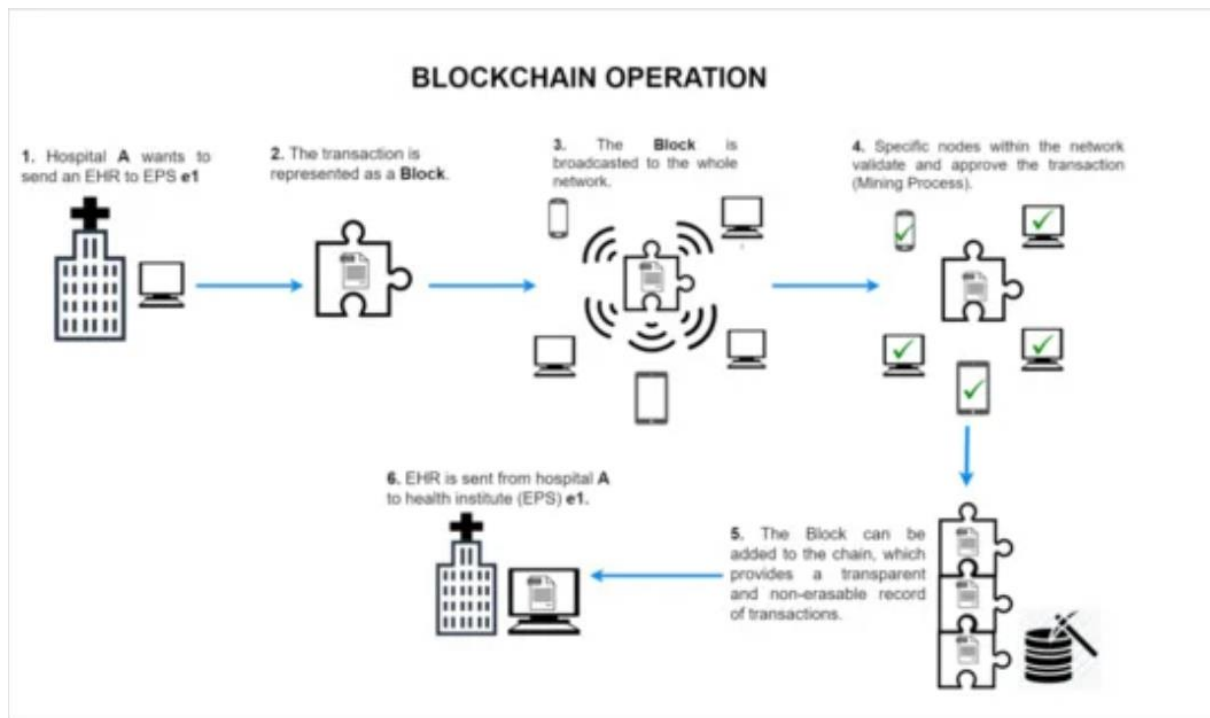 BLOCKCHAIN OPERATION
1. Hospital A wants to
send an EHR to EPS e1
2. The transaction is
represented as a Block.
3. The Block is
broadcasted to the whole
network.
4. Specific nodes within the network
validate and approve the transaction
(Mining Process).
5. The Block can be
added to the chain, which
provides a transparent
and non-erasable record
of transactions.
6. EHR is sent from hospital A
to health institute (EPS) e1.